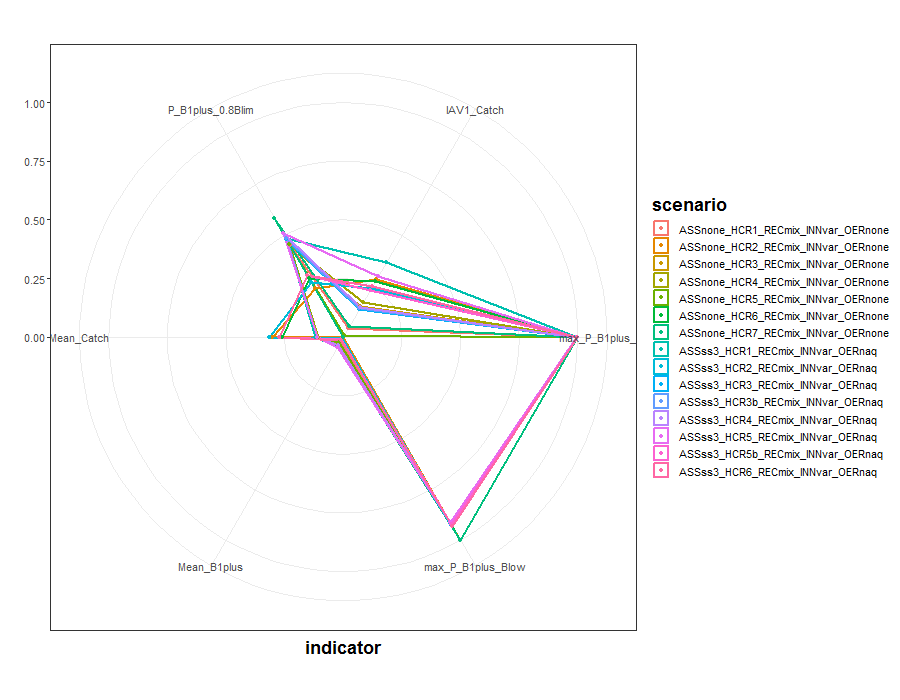 P_B1plus_0.8Blim
IAV1_Catch
1.00
0.75
0.50
0.25
0.00
Mean_Catch
max_P_B1plus_
Mean_B1plus
max_P_B1plus_Blow
indicator
scenario
ASSnone_HCR1_RECmix_INNvar_OERnone
ASSnone_HCR2_RECmix_INNvar_OERnone
ASSnone_HCR3_RECmix_INNvar_OERnone
ASSnone_HCR4_RECmix_INNvar_OERnone
ASSnone_HCR5_RECmix_INNvar_OERnone
ASSnone_HCR6_RECmix_INNvar_OERnone
ASSnone_HCR7_RECmix_INNvar_OERnone
ASSss3_HCR1_RECmix_INNvar_OERnaq
ASSss3_HCR2_RECmix_INNvar_OERnaq
ASSss3_HCR3_RECmix_INNvar_OERnaq
ASSss3_HCR3b_RECmix_INNvar_OERnaq
ASSss3_HCR4_RECmix_INNvar_OERnaq
ASSss3_HCR5_RECmix_INNvar_OERnaq
ASSss3_HCR5b_RECmix_INNvar_OERnaq
ASSss3_HCR6_RECmix_INNvar_OERnaq